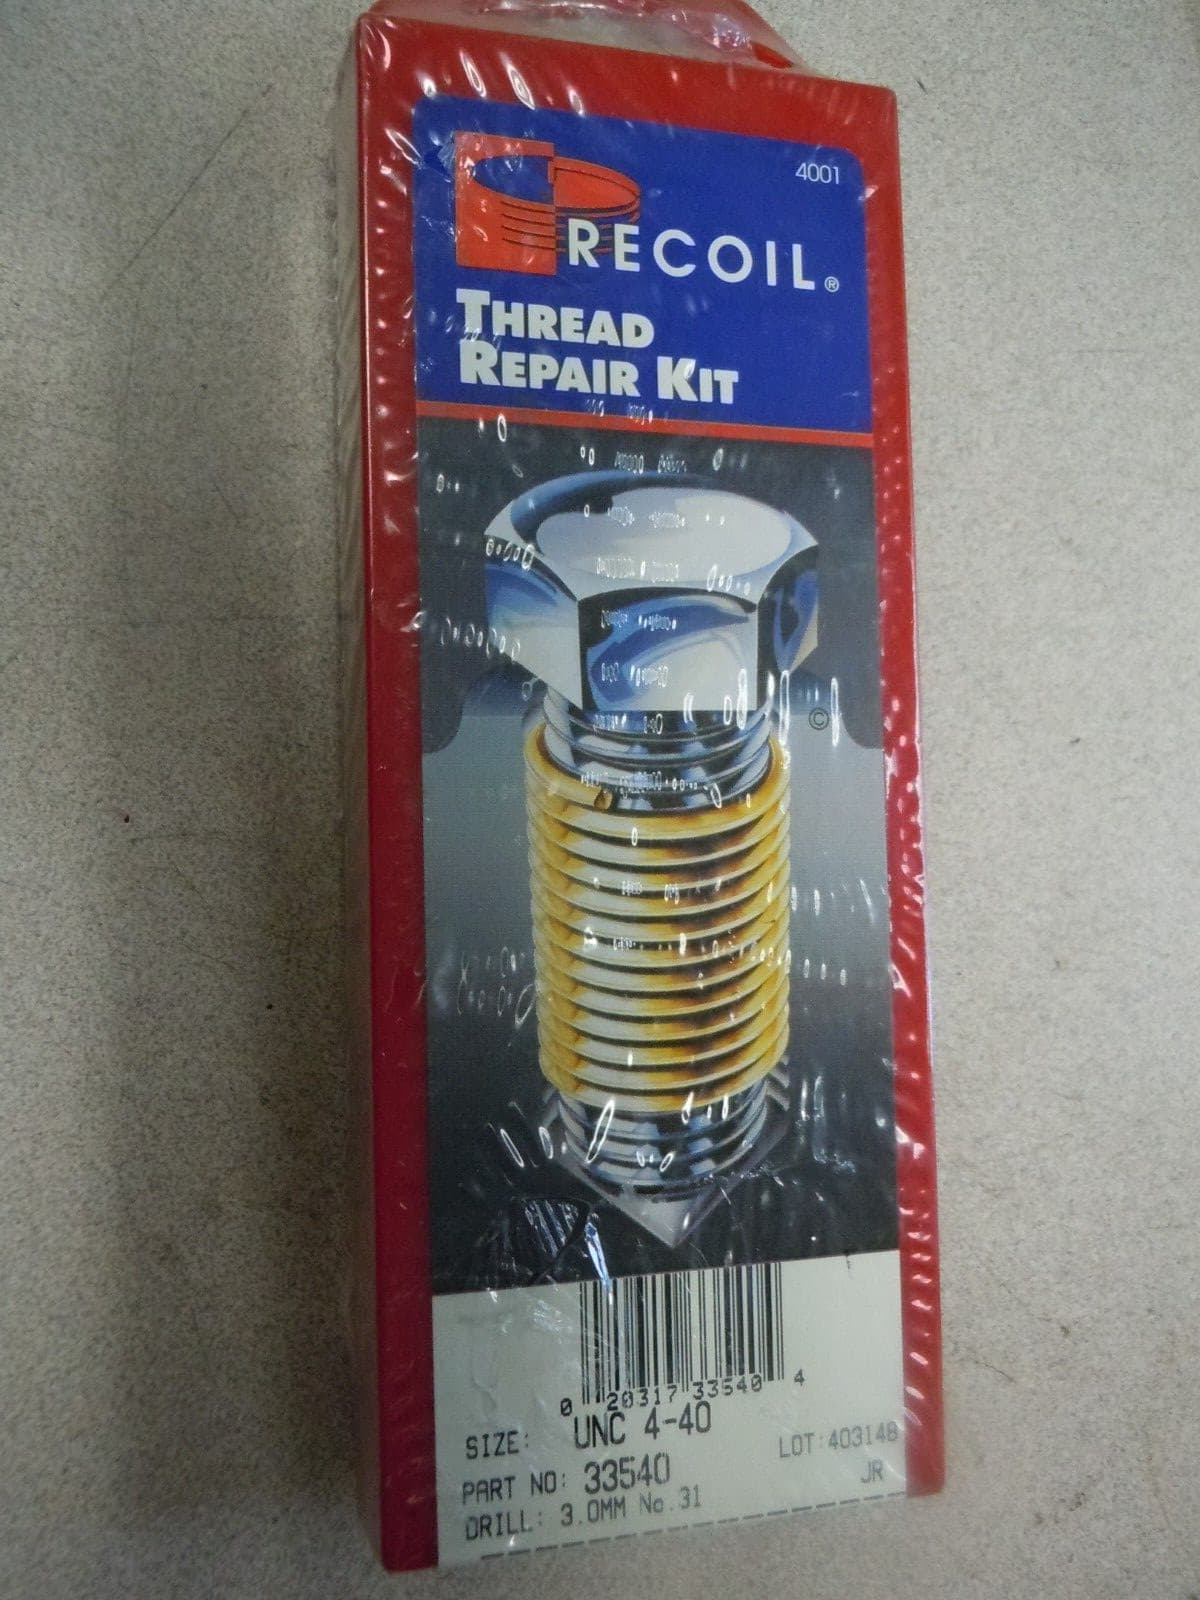 4001
RECOIL®
THREAD
REPAIR KIT
©
0 20317 33540 4
SIZE: UNC 4-40
LOT:403148
PART NO: 33540
JR
DRILL: 3.0MM No.31